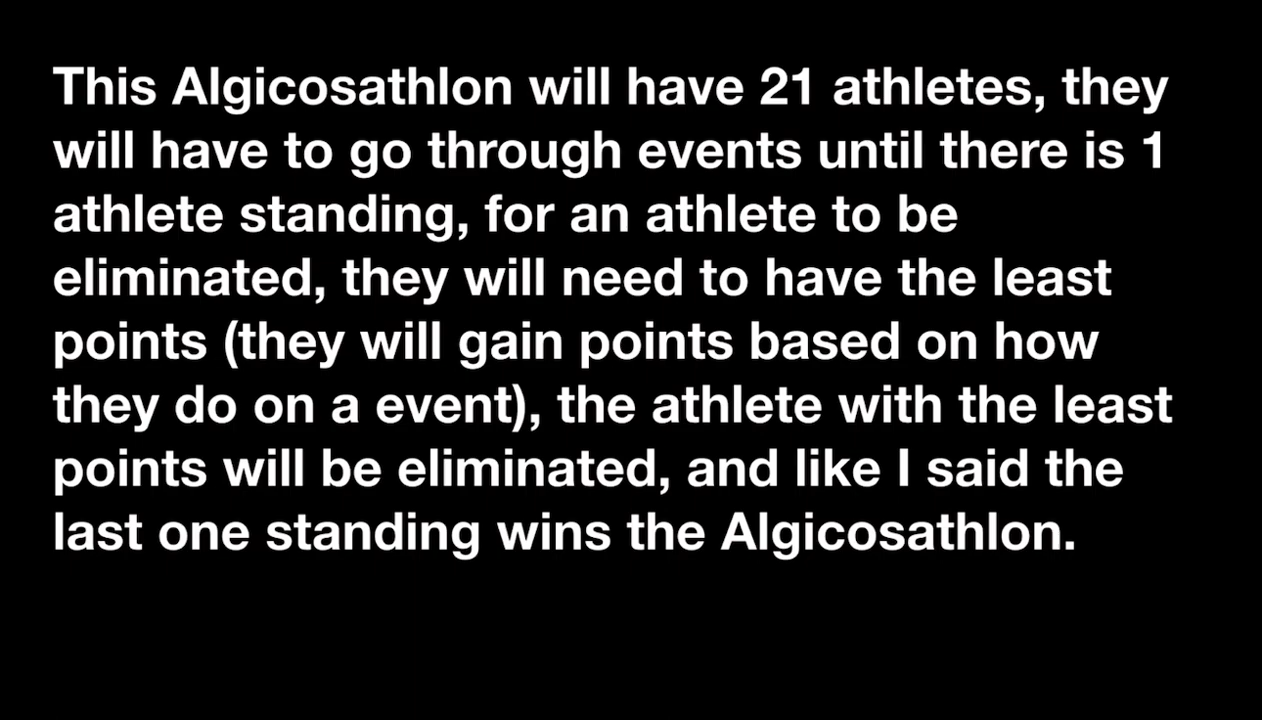 This Algicosathlon will have 21 athletes, they
will have to go through events until there is 1
athlete standing, for an athlete to be
eliminated, they will need to have the least
points (they will gain points based on how
they do on a event), the athlete with the least
points will be eliminated, and like I said the
last one standing wins the Algicosathlon.